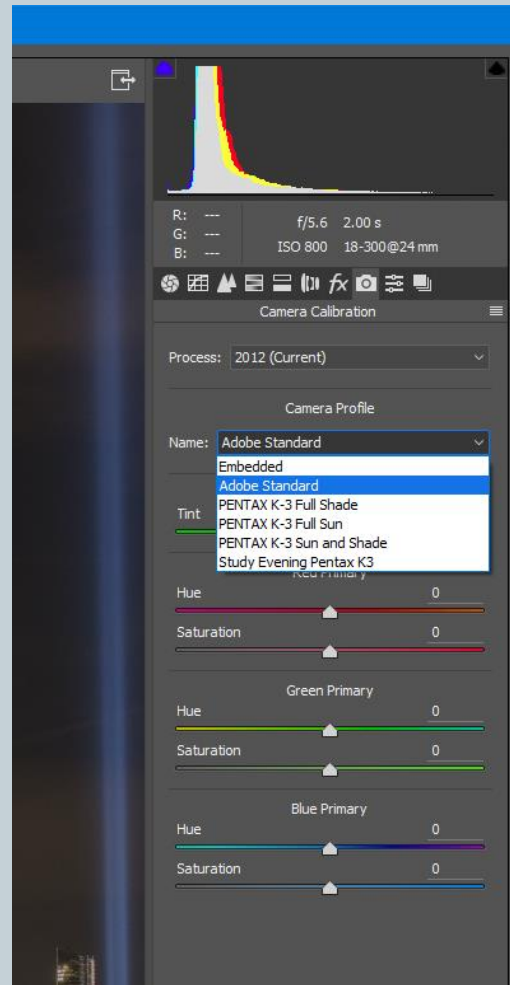 R: ---
G: ---
B: ---
f/5.6 2.00 s
ISO 800 18-300@24 mm
fx
Camera Calibration
Process: 2012 (Current)
Camera Profile
Name: Adobe Standard
Embedded
Adobe Standard
PENTAX K-3 Full Shade
Tint
PENTAX K-3 Full Sun
PENTAX K-3 Sun and Shade
Study Evening Pentax K3
Red Primary
Hue 0
Saturation 0
Green Primary
Hue 0
Saturation 0
Blue Primary
Hue 0
Saturation 0